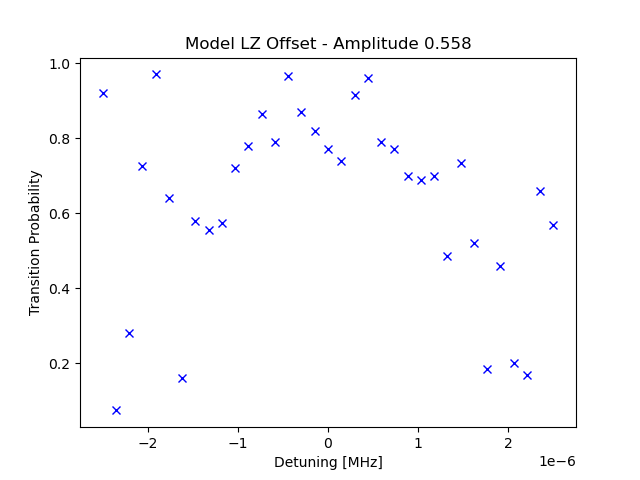 Model LZ Offset - Amplitude 0.558
1.0
0.8
0.6
0.4
0.2
Transition Probability
−2
−1
0
1
2
1e−6
Detuning [MHz]